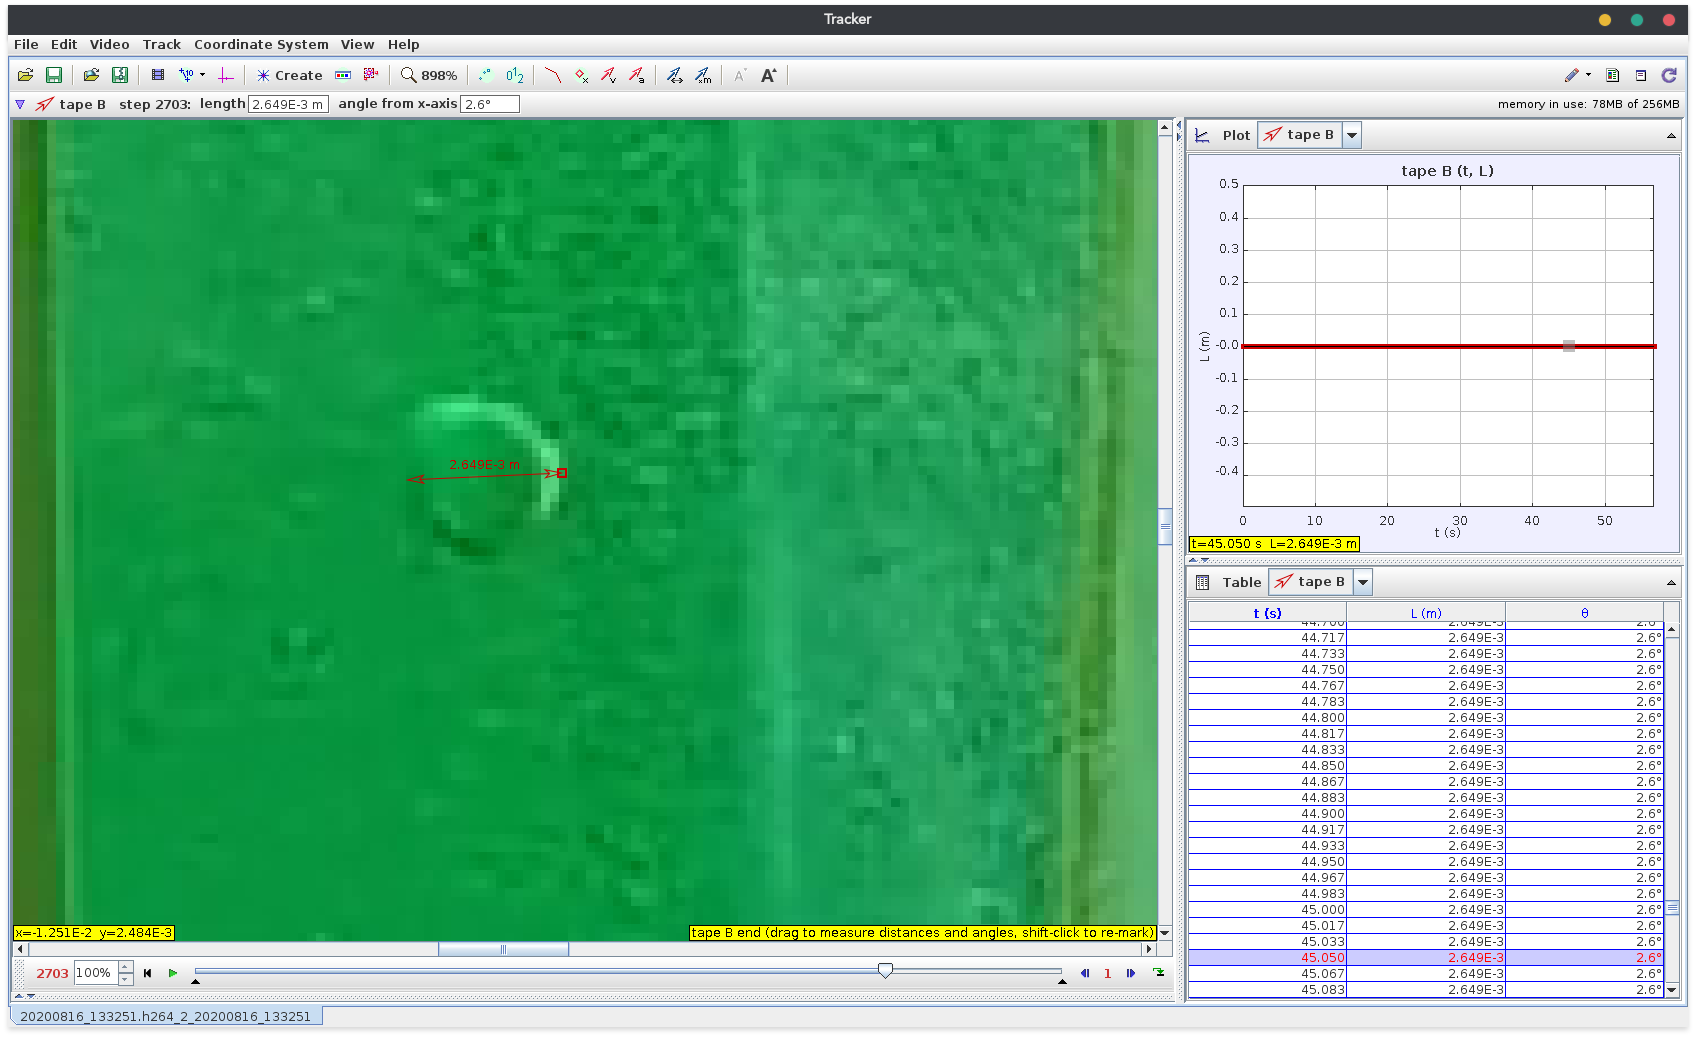 Tracker
File Edit Video Track Coordinate System View Help
Create 898%
tape B step 2703: length 2.649E-3 m angle from x-axis 2.6° memory in use: 78MB of 256MB
2.649E-3 m
x=-1.251E-2 y=2.484E-3
tape B end (drag to measure distances and angles, shift-click to re-mark)
2703 100% 1
20200816_133251.h264_2_20200816_133251
Plot tape B
tape B (t, L)
0.5
0.4
0.3
0.2
0.1
-0.0
-0.1
-0.2
-0.3
-0.4
L (m)
0 10 20 30 40 50
t (s)
t=45.050 s L=2.649E-3 m
Table tape B
t (s) L (m) θ
44.700 2.649E-3 2.6°
44.717 2.649E-3 2.6°
44.733 2.649E-3 2.6°
44.750 2.649E-3 2.6°
44.767 2.649E-3 2.6°
44.783 2.649E-3 2.6°
44.800 2.649E-3 2.6°
44.817 2.649E-3 2.6°
44.833 2.649E-3 2.6°
44.850 2.649E-3 2.6°
44.867 2.649E-3 2.6°
44.883 2.649E-3 2.6°
44.900 2.649E-3 2.6°
44.917 2.649E-3 2.6°
44.933 2.649E-3 2.6°
44.950 2.649E-3 2.6°
44.967 2.649E-3 2.6°
44.983 2.649E-3 2.6°
45.000 2.649E-3 2.6°
45.017 2.649E-3 2.6°
45.033 2.649E-3 2.6°
45.050 2.649E-3 2.6°
45.067 2.649E-3 2.6°
45.083 2.649E-3 2.6°